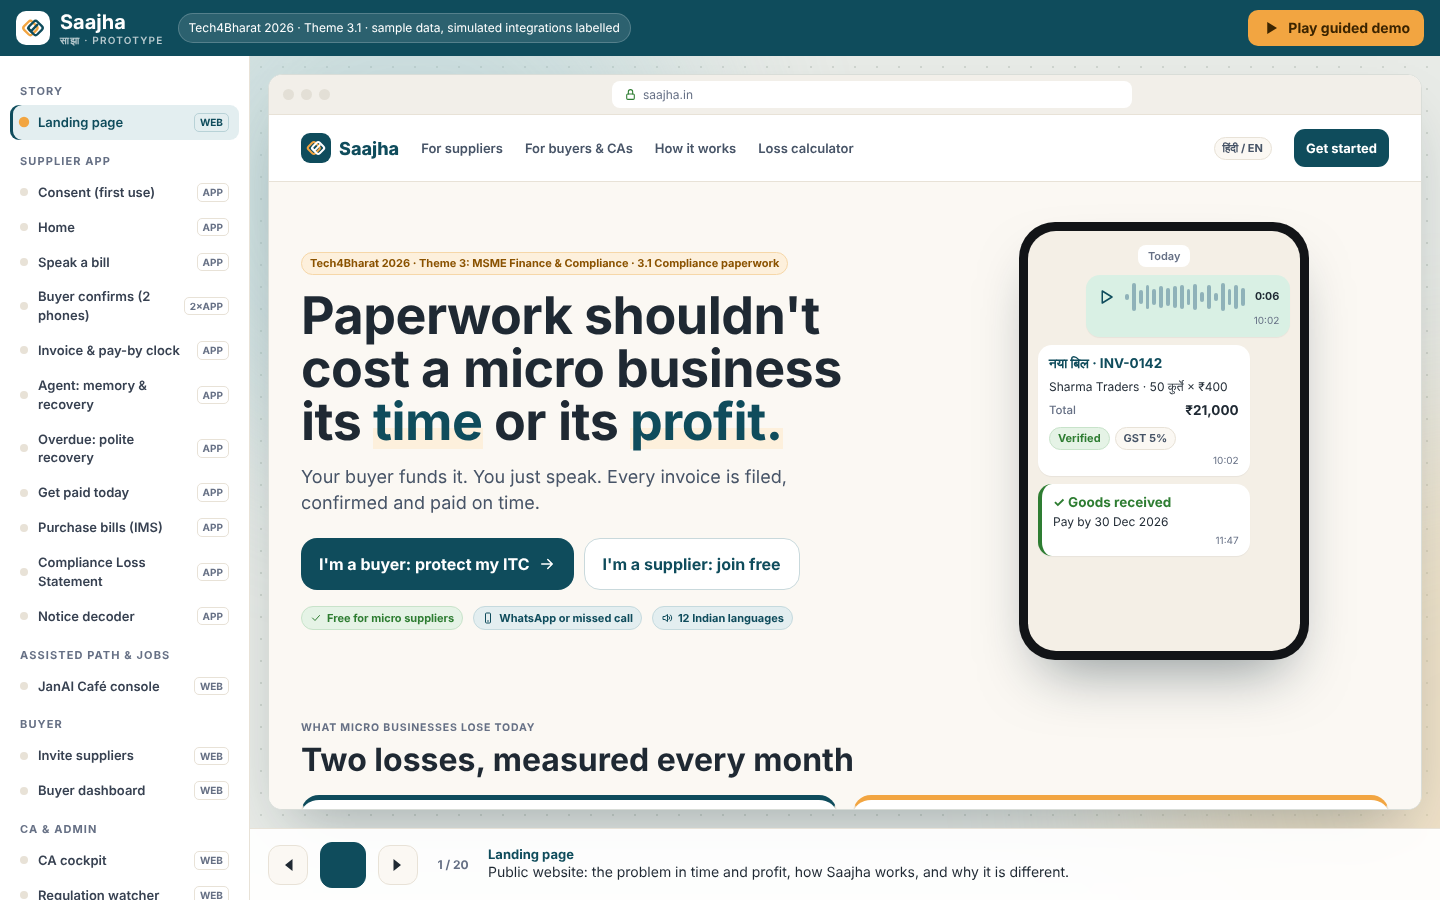 Saajha
साझा · PROTOTYPE
Tech4Bharat 2026 · Theme 3.1 · sample data, simulated integrations labelled
Play guided demo
STORY
Landing page WEB
SUPPLIER APP
Consent (first use) APP
Home APP
Speak a bill APP
Buyer confirms (2
phones) 2×APP
Invoice & pay-by clock APP
Agent: memory &
recovery APP
Overdue: polite
recovery APP
Get paid today APP
Purchase bills (IMS) APP
Compliance Loss
Statement APP
Notice decoder APP
ASSISTED PATH & JOBS
JanAI Café console WEB
BUYER
Invite suppliers WEB
Buyer dashboard WEB
CA & ADMIN
CA cockpit WEB
Regulation watcher WEB
saajha.in
Saajha
For suppliers
For buyers & CAs
How it works
Loss calculator
हिंदी / EN
Get started
Tech4Bharat 2026 · Theme 3: MSME Finance & Compliance · 3.1 Compliance paperwork
Paperwork shouldn't
cost a micro business
its time or its profit.
Your buyer funds it. You just speak. Every invoice is filed,
confirmed and paid on time.
I'm a buyer: protect my ITC →
I'm a supplier: join free
✓ Free for micro suppliers
WhatsApp or missed call
12 Indian languages
Today
0:06
10:02
नया बिल · INV-0142
Sharma Traders · 50 कुर्ते × ₹400
Total ₹21,000
Verified GST 5%
10:02
✓ Goods received
Pay by 30 Dec 2026
11:47
WHAT MICRO BUSINESSES LOSE TODAY
Two losses, measured every month
1 / 20
Landing page
Public website: the problem in time and profit, how Saajha works, and why it is different.